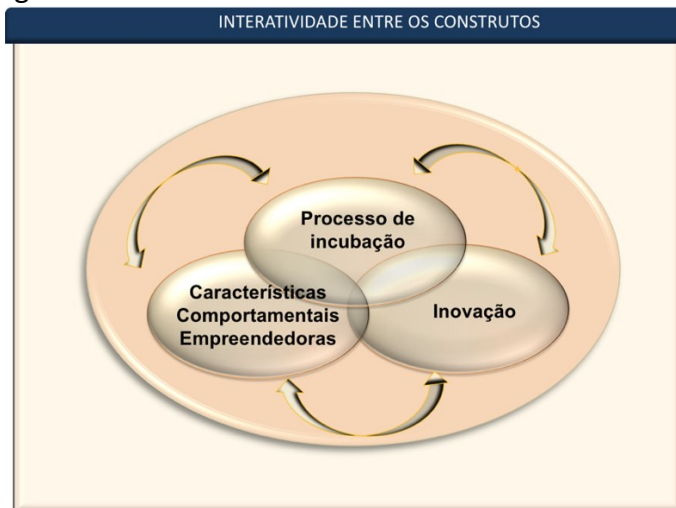 INTERATIVIDADE ENTRE OS CONSTRUTOS
Processo de
incubação
Características
Comportamentais
Empreendedoras
Inovação